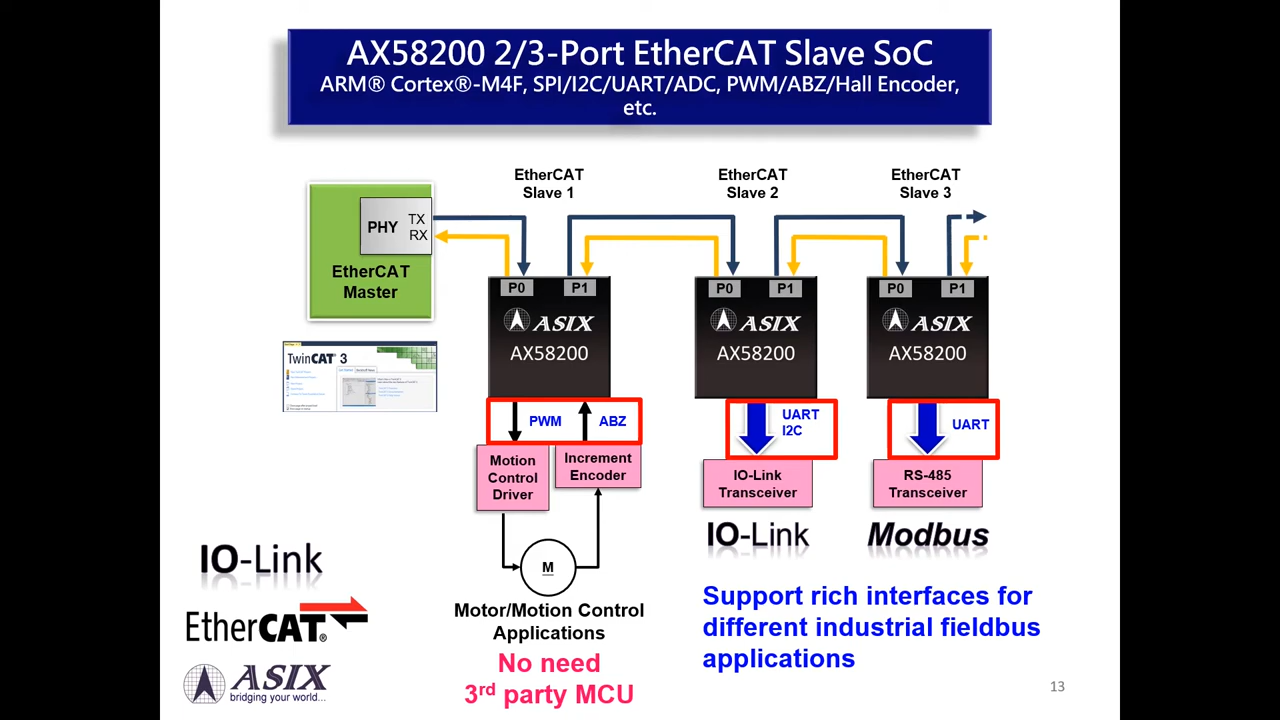 AX58200 2/3-Port EtherCAT Slave SoC
ARM® Cortex®-M4F, SPI/I2C/UART/ADC, PWM/ABZ/Hall Encoder,
etc.
EtherCAT
Slave 1
EtherCAT
Slave 2
EtherCAT
Slave 3
PHY
TX
RX
EtherCAT
Master
P0
P1
ASIX
AX58200
P0
P1
ASIX
AX58200
P0
P1
ASIX
AX58200
TwinCAT 3
PWM
ABZ
UART
I2C
UART
Motion
Control
Driver
Increment
Encoder
IO-Link
Transceiver
RS-485
Transceiver
IO-Link
Modbus
M
Motor/Motion Control
Applications
No need
3rd party MCU
Support rich interfaces for
different industrial fieldbus
applications
IO-Link
EtherCAT®
ASIX
bridging your world...
13